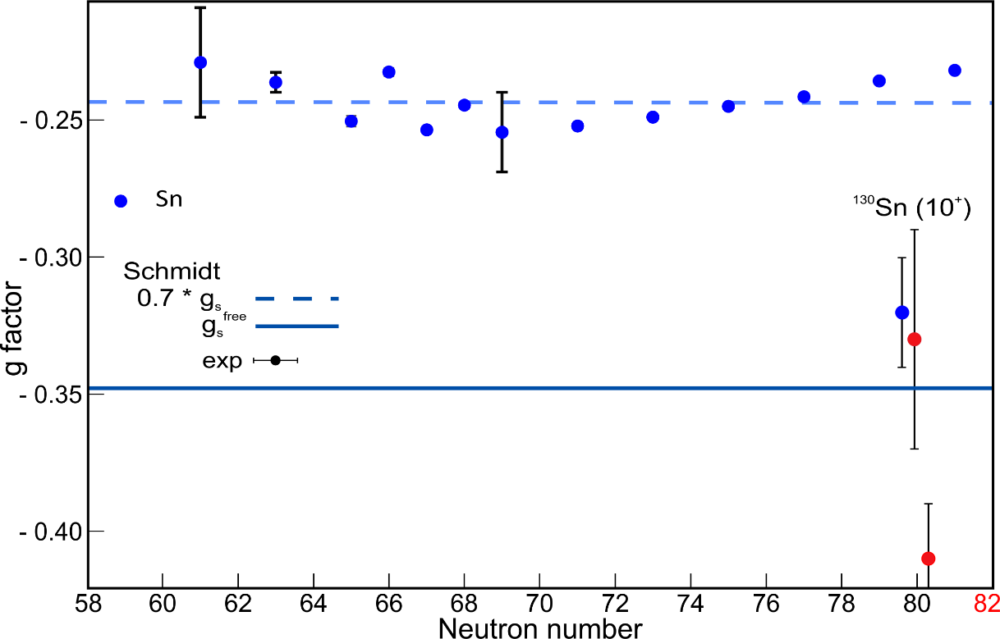 g factor
- 0.25
- 0.30
- 0.35
- 0.40
Sn
Schmidt
0.7 * gₛ
gₛ ᶠʳᵉᵉ
exp
¹³⁰Sn (10⁺)
58 60 62 64 66 68 70 72 74 76 78 80 82
Neutron number